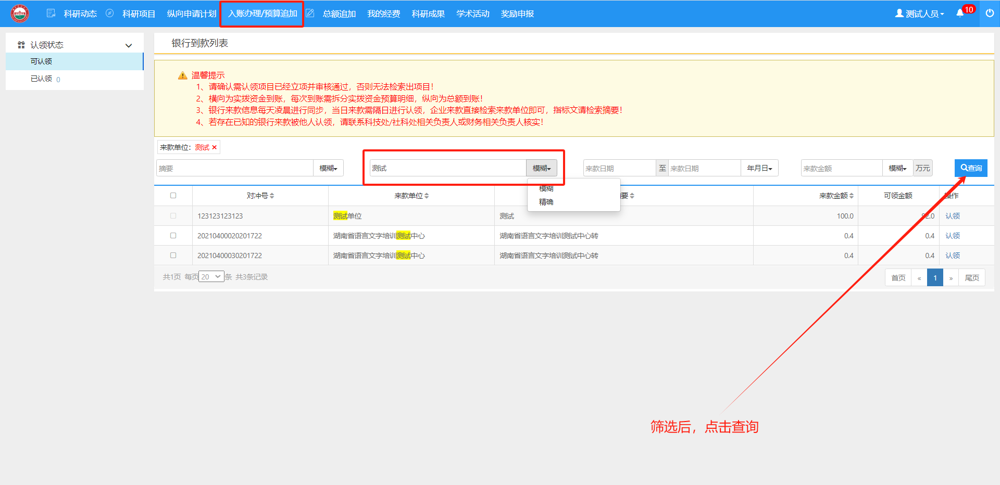 科研动态 科研项目 纵向申请计划 入账办理/预算追加 总额追加 我的经费 科研成果 学术活动 奖励申报 测试人员 10
认领状态
可认领
已认领 0
银行到款列表
温馨提示
1、请确认需认领项目已经立项并审核通过，否则无法检索出项目！
2、横向为实拨资金到账，每次到账需拆分实拨资金预算明细，纵向为总额到账！
3、银行来款信息每天凌晨进行同步，当日来款需隔日进行认领，企业来款直接检索来款单位即可，指标文请检索摘要！
4、若存在已知的银行来款被他人认领，请联系科技处/社科处相关负责人或财务相关负责人核实！
来款单位：测试 ×
摘要 模糊 测试 模糊 来款日期 至 来款日期 年月日 来款金额 模糊 万元 查询
模糊
精确
对冲号 来款单位 要 来款金额 可领金额 操作
123123123123 测试单位 测试 100.0 92.0 认领
20210400020201722 湖南省语言文字培训测试中心 湖南省语言文字培训测试中心转 0.4 0.4 认领
20210400030201722 湖南省语言文字培训测试中心 湖南省语言文字培训测试中心转 0.4 0.4 认领
共1页 每页 20 条 共3条记录 首页 « 1 » 尾页
筛选后，点击查询